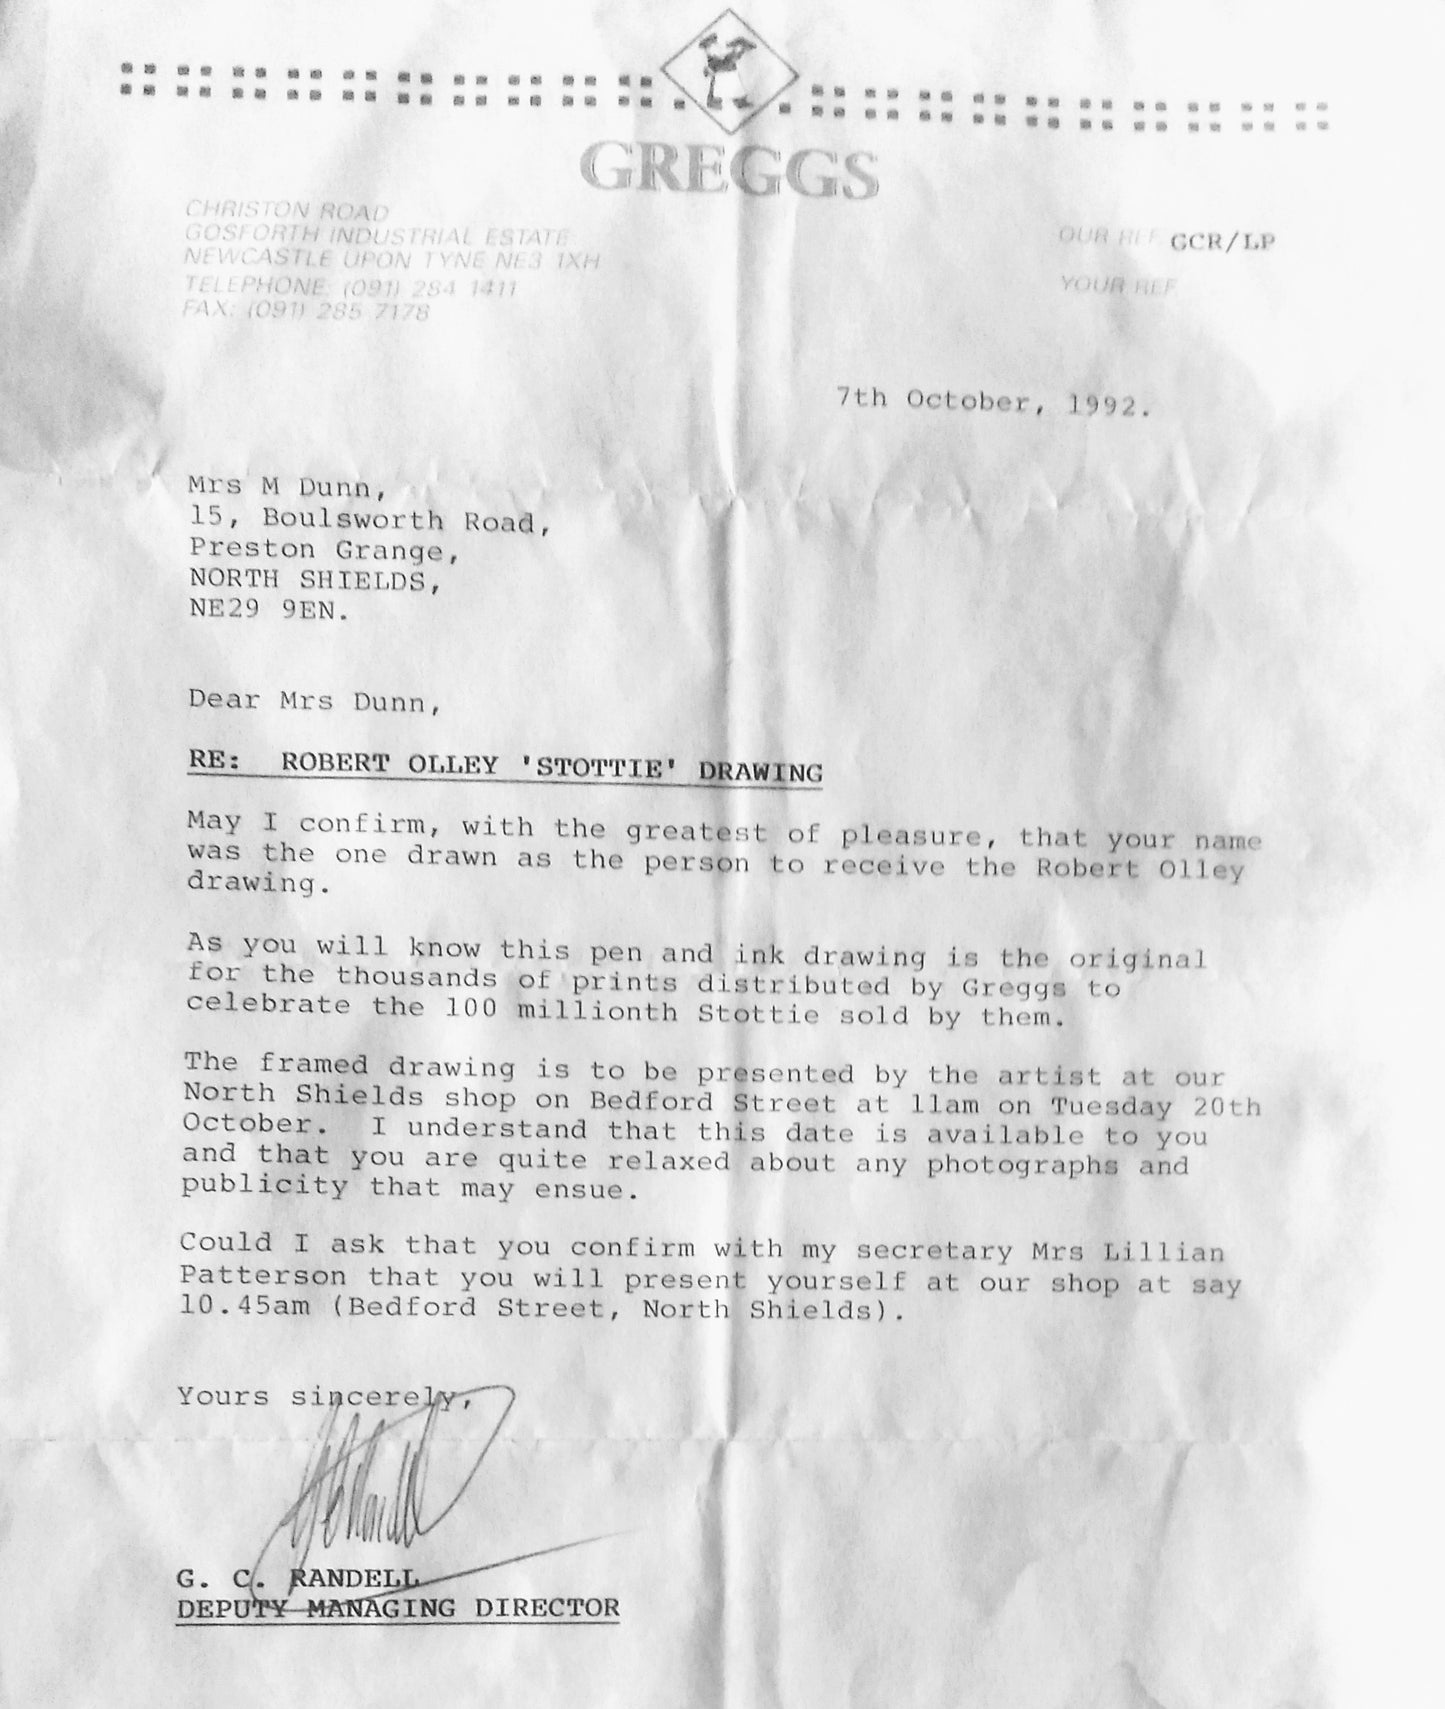 GREGGS
CHRISTON ROAD
GOSFORTH INDUSTRIAL ESTATE
NEWCASTLE UPON TYNE NE3 1XH
TELEPHONE: (091) 284 1411
FAX: (091) 285 7178
OUR REF GCR/LP
YOUR REF
7th October, 1992.
Mrs M Dunn,
15, Boulsworth Road,
Preston Grange,
NORTH SHIELDS,
NE29 9EN.
Dear Mrs Dunn,
RE: ROBERT OLLEY 'STOTTIE' DRAWING
May I confirm, with the greatest of pleasure, that your name
was the one drawn as the person to receive the Robert Olley
drawing.
As you will know this pen and ink drawing is the original
for the thousands of prints distributed by Greggs to
celebrate the 100 millionth Stottie sold by them.
The framed drawing is to be presented by the artist at our
North Shields shop on Bedford Street at 11am on Tuesday 20th
October. I understand that this date is available to you
and that you are quite relaxed about any photographs and
publicity that may ensue.
Could I ask that you confirm with my secretary Mrs Lillian
Patterson that you will present yourself at our shop at say
10.45am (Bedford Street, North Shields).
Yours sincerely,
G. C. RANDELL
DEPUTY MANAGING DIRECTOR